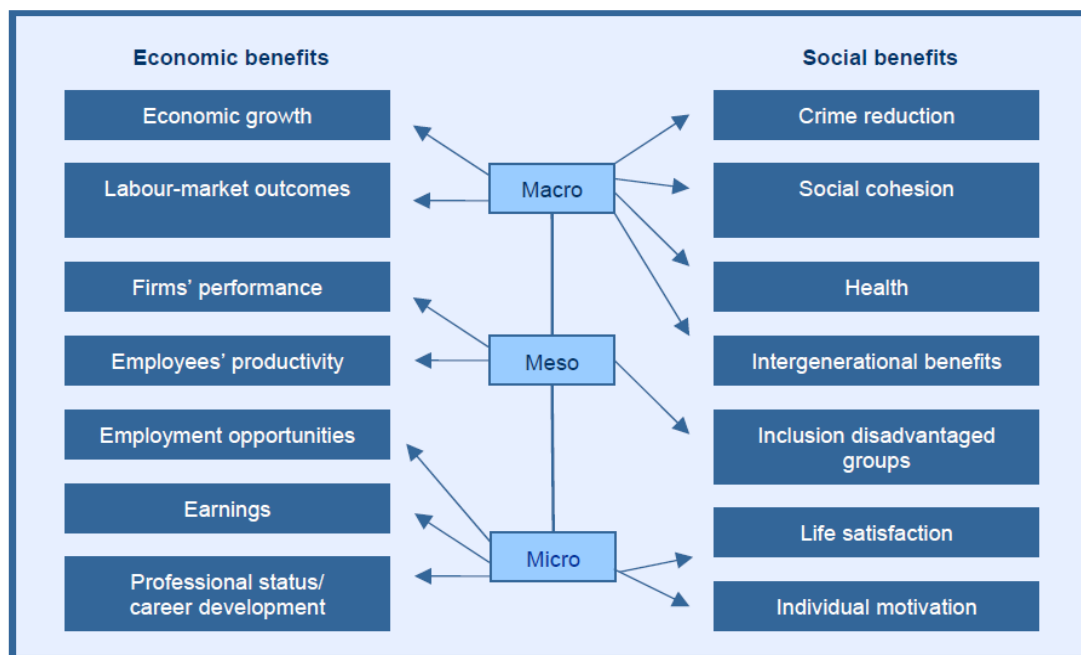 Economic benefits
Economic growth
Labour-market outcomes
Firms’ performance
Employees’ productivity
Employment opportunities
Earnings
Professional status/
career development
Macro
Meso
Micro
Social benefits
Crime reduction
Social cohesion
Health
Intergenerational benefits
Inclusion disadvantaged
groups
Life satisfaction
Individual motivation